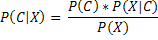 P(C|X) = P(C) * P(X|C) / P(X)